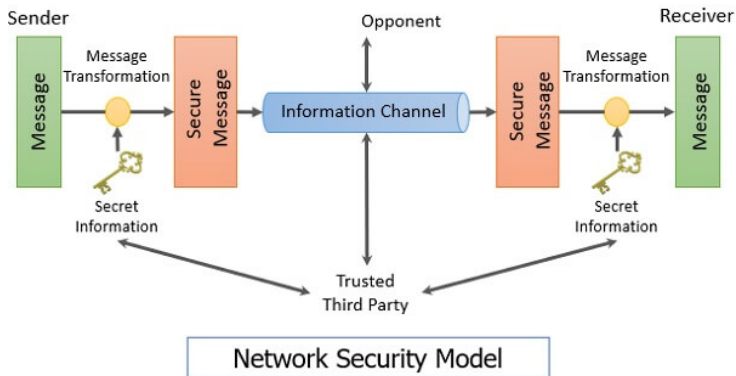 Sender
Opponent
Receiver
Message
Transformation
Message
Transformation
Message
Secure
Message
Information Channel
Secure
Message
Message
Secret
Information
Secret
Information
Trusted
Third Party
Network Security Model